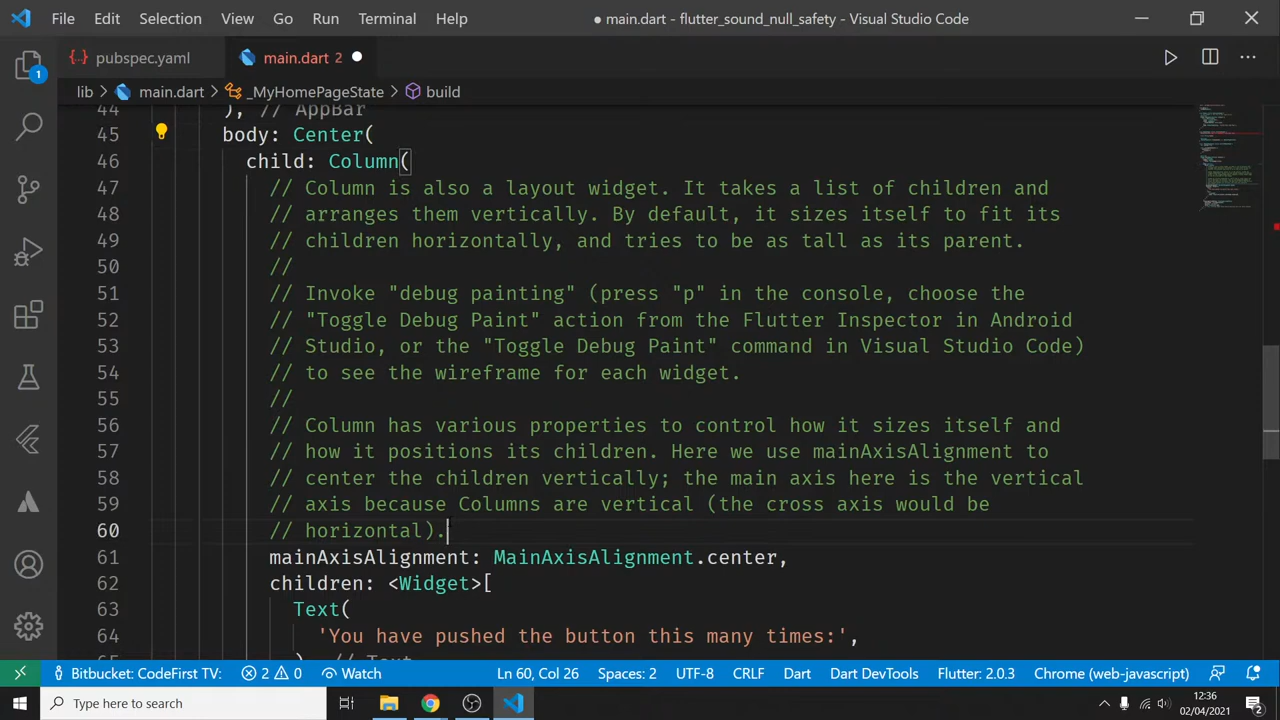 File Edit Selection View Go Run Terminal Help ● main.dart - flutter_sound_null_safety - Visual Studio Code
pubspec.yaml main.dart 2
lib > main.dart > _MyHomePageState > build
44 ), // AppBar
45 body: Center(
46 child: Column(
47 // Column is also a layout widget. It takes a list of children and
48 // arranges them vertically. By default, it sizes itself to fit its
49 // children horizontally, and tries to be as tall as its parent.
50 //
51 // Invoke "debug painting" (press "p" in the console, choose the
52 // "Toggle Debug Paint" action from the Flutter Inspector in Android
53 // Studio, or the "Toggle Debug Paint" command in Visual Studio Code)
54 // to see the wireframe for each widget.
55 //
56 // Column has various properties to control how it sizes itself and
57 // how it positions its children. Here we use mainAxisAlignment to
58 // center the children vertically; the main axis here is the vertical
59 // axis because Columns are vertical (the cross axis would be
60 // horizontal).
61 mainAxisAlignment: MainAxisAlignment.center,
62 children: <Widget>[
63 Text(
64 'You have pushed the button this many times:',
65 ), // Text
Bitbucket: CodeFirst TV: 2 0 Watch Ln 60, Col 26 Spaces: 2 UTF-8 CRLF Dart Dart DevTools Flutter: 2.0.3 Chrome (web-javascript)
Type here to search 12:36
02/04/2021 2
1